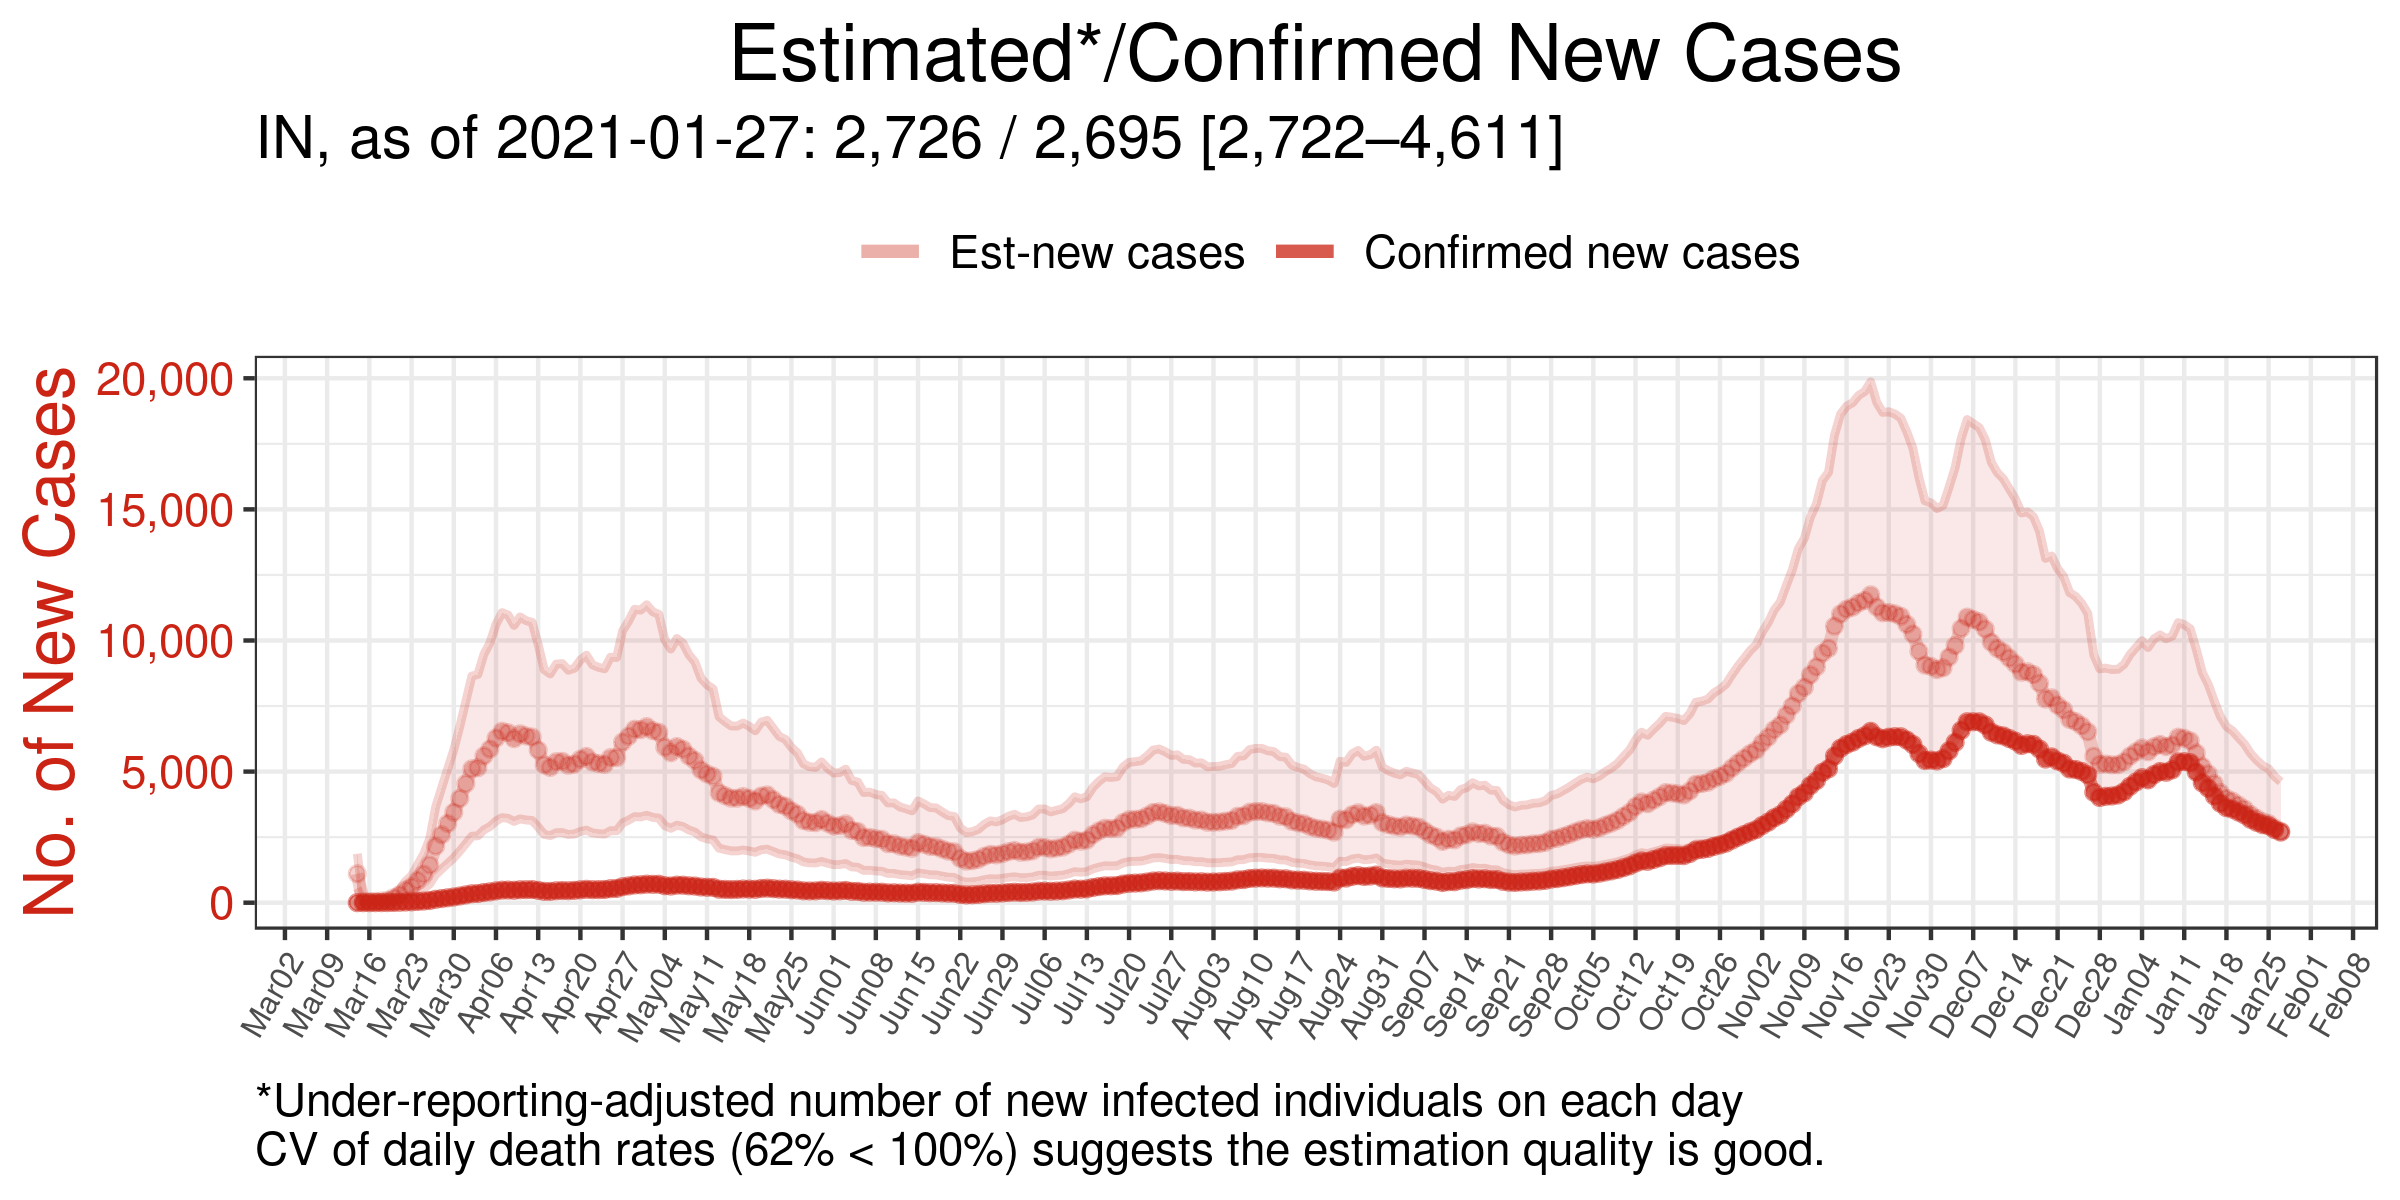 Estimated*/Confirmed New Cases
IN, as of 2021-01-27: 2,726 / 2,695 [2,722–4,611]
Est-new cases Confirmed new cases
No. of New Cases
20,000
15,000
10,000
5,000
0
Mar02 Mar09 Mar16 Mar23 Mar30 Apr06 Apr13 Apr20 Apr27 May04 May11 May18 May25 Jun01 Jun08 Jun15 Jun22 Jun29 Jul06 Jul13 Jul20 Jul27 Aug03 Aug10 Aug17 Aug24 Aug31 Sep07 Sep14 Sep21 Sep28 Oct05 Oct12 Oct19 Oct26 Nov02 Nov09 Nov16 Nov23 Nov30 Dec07 Dec14 Dec21 Dec28 Jan04 Jan11 Jan18 Jan25 Feb01 Feb08
*Under-reporting-adjusted number of new infected individuals on each day
CV of daily death rates (62% < 100%) suggests the estimation quality is good.